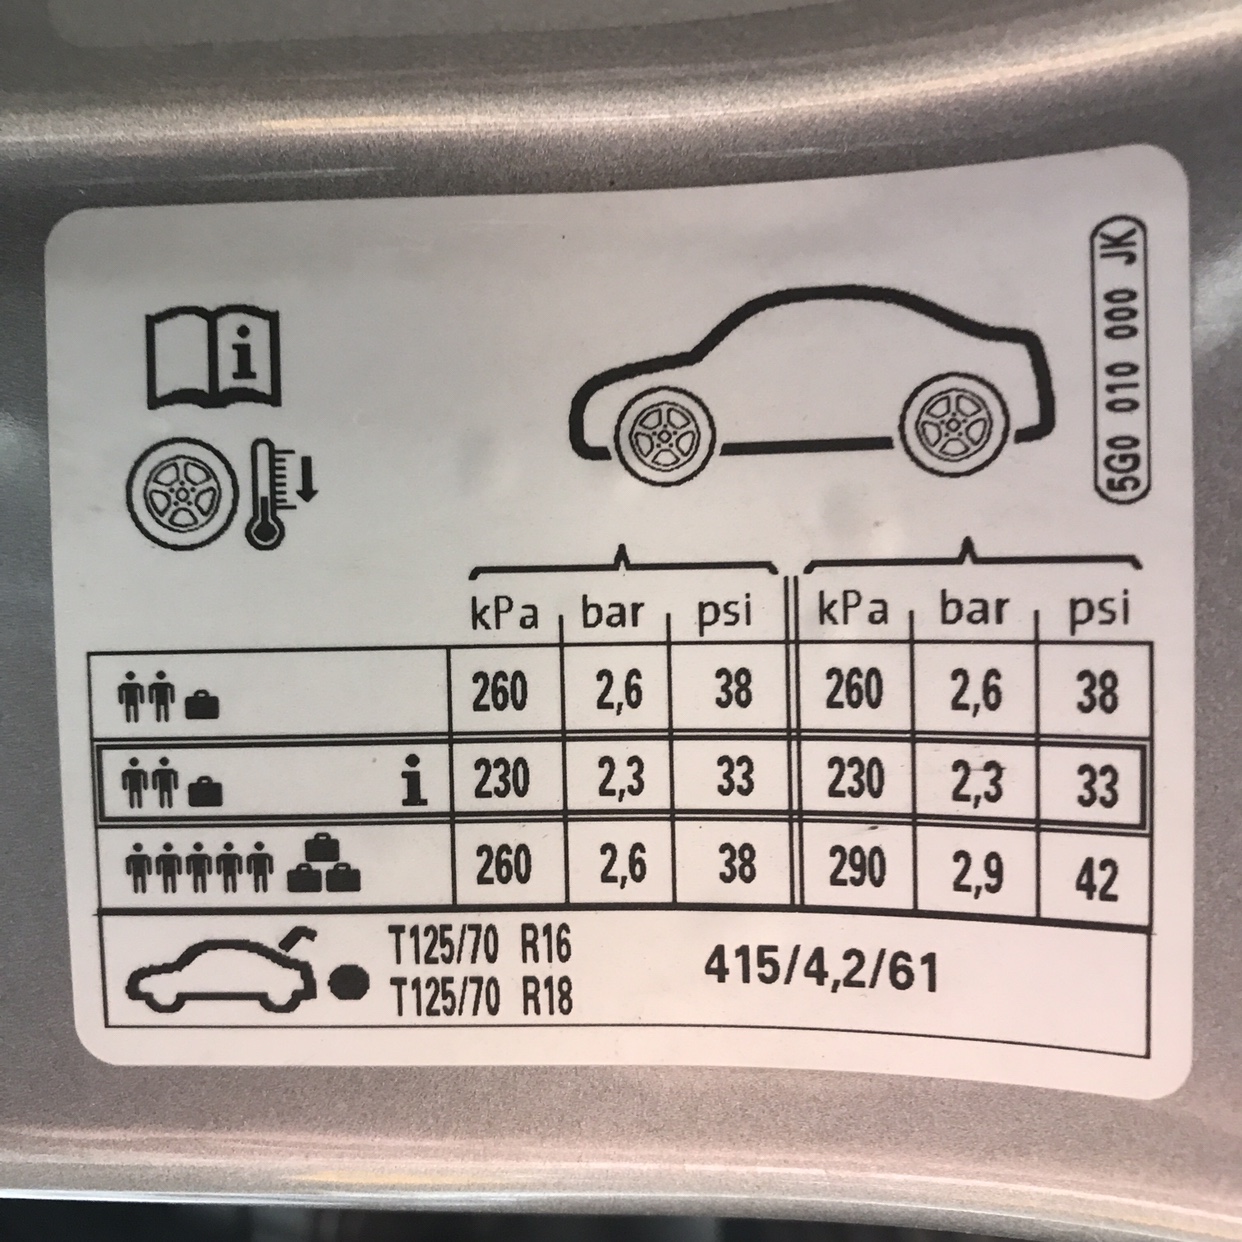 i
5G0 010 000 JK
kPa bar psi kPa bar psi
260 2,6 38 260 2,6 38
i 230 2,3 33 230 2,3 33
260 2,6 38 290 2,9 42
T125/70 R16
T125/70 R18
415/4,2/61